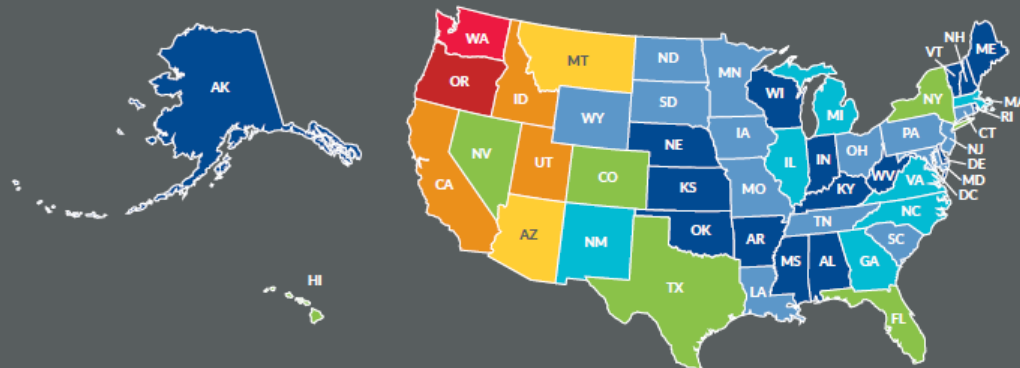 AK
HI
WA
OR
CA
ID
NV
MT
WY
UT
AZ
CO
NM
ND
SD
NE
KS
OK
TX
MN
IA
MO
AR
LA
WI
IL
MI
IN
OH
KY
TN
MS
AL
GA
FL
SC
NC
VA
WV
PA
NY
VT
NH
ME
MA
RI
CT
NJ
DE
MD
DC